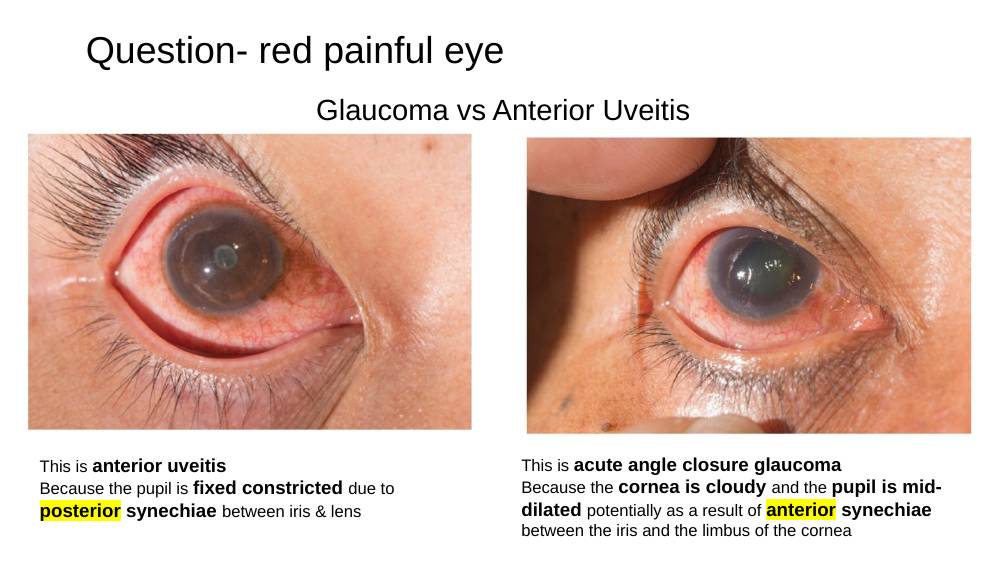 Question- red painful eye
Glaucoma vs Anterior Uveitis
This is anterior uveitis
Because the pupil is fixed constricted due to
posterior synechiae between iris & lens
This is acute angle closure glaucoma
Because the cornea is cloudy and the pupil is mid-
dilated potentially as a result of anterior synechiae
between the iris and the limbus of the cornea